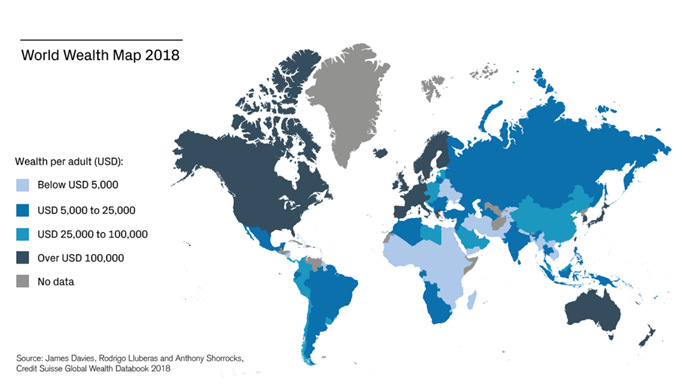 World Wealth Map 2018
Wealth per adult (USD):
Below USD 5,000
USD 5,000 to 25,000
USD 25,000 to 100,000
Over USD 100,000
No data
Source: James Davies, Rodrigo Lluberas and Anthony Shorrocks,
Credit Suisse Global Wealth Databook 2018